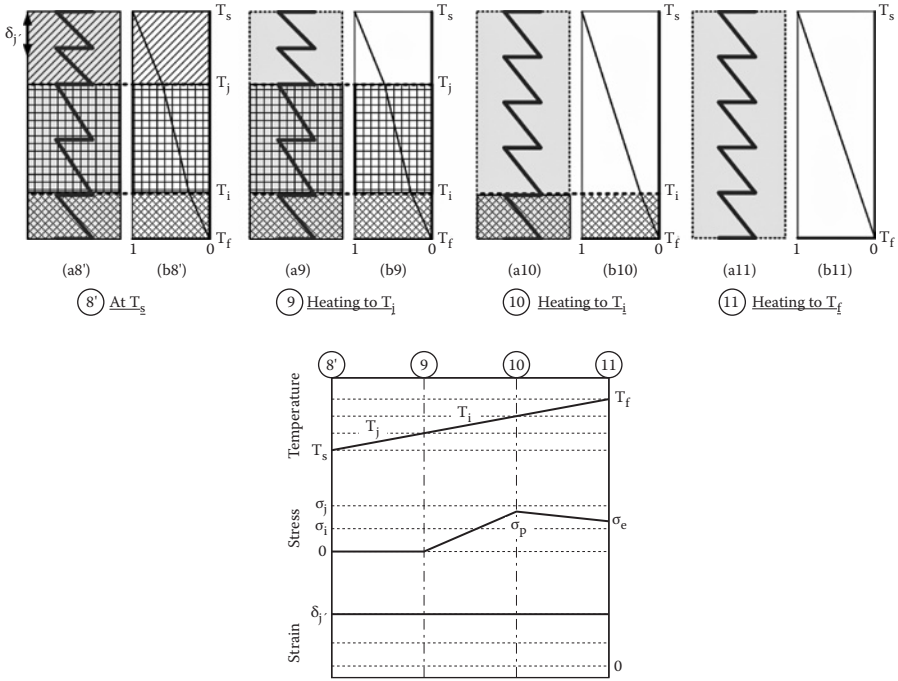 δj′
Ts
Tj
Ti
Tf
1 0
Ts
Tj
Ti
Tf
1 0
Ts
Ti
Tf
1 0
Ts
Tf
1 0
(a8') (b8') (a9) (b9) (a10) (b10) (a11) (b11)
8' At Ts
9 Heating to Tj
10 Heating to Ti
11 Heating to Tf
8' 9 10 11
Temperature
Tf
Ti
Tj
Ts
Stress
σj
σi
0
σp
σe
Strain
δj′
0